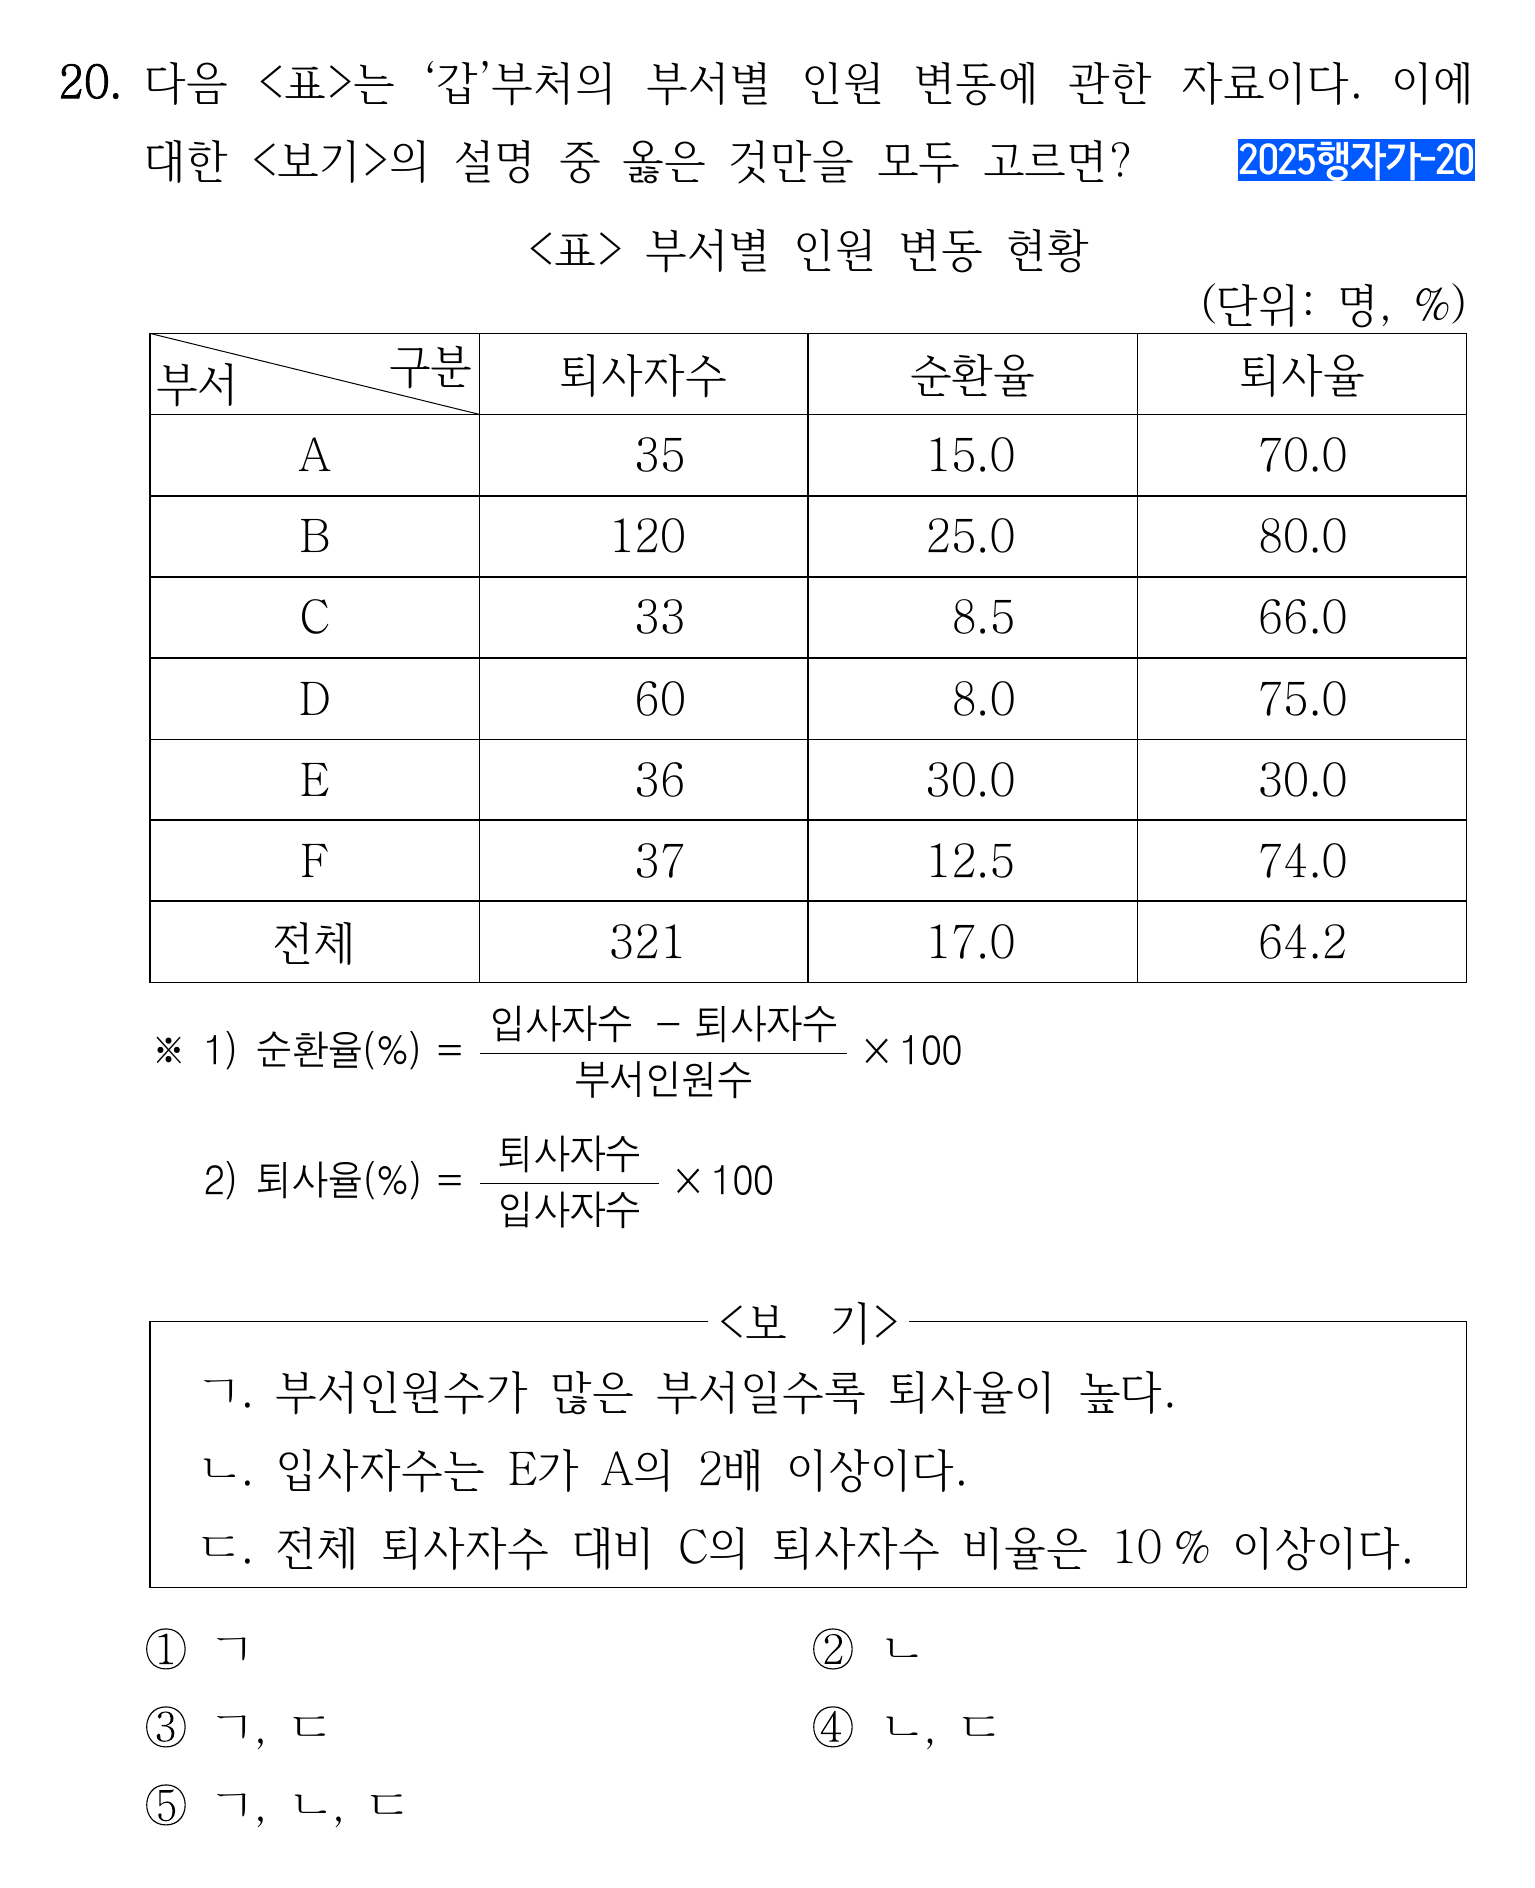 20. 다음 <표>는 ‘갑’부처의 부서별 인원 변동에 관한 자료이다. 이에
대한 <보기>의 설명 중 옳은 것만을 모두 고르면? 2025행자가-20
<표> 부서별 인원 변동 현황
(단위: 명, %)
부서 구분 퇴사자수 순환율 퇴사율
A 35 15.0 70.0
B 120 25.0 80.0
C 33 8.5 66.0
D 60 8.0 75.0
E 36 30.0 30.0
F 37 12.5 74.0
전체 321 17.0 64.2
※ 1) 순환율(%) = (입사자수 − 퇴사자수) / 부서인원수 × 100
2) 퇴사율(%) = 퇴사자수 / 입사자수 × 100
<보 기>
ㄱ. 부서인원수가 많은 부서일수록 퇴사율이 높다.
ㄴ. 입사자수는 E가 A의 2배 이상이다.
ㄷ. 전체 퇴사자수 대비 C의 퇴사자수 비율은 10 % 이상이다.
① ㄱ ② ㄴ
③ ㄱ, ㄷ ④ ㄴ, ㄷ
⑤ ㄱ, ㄴ, ㄷ